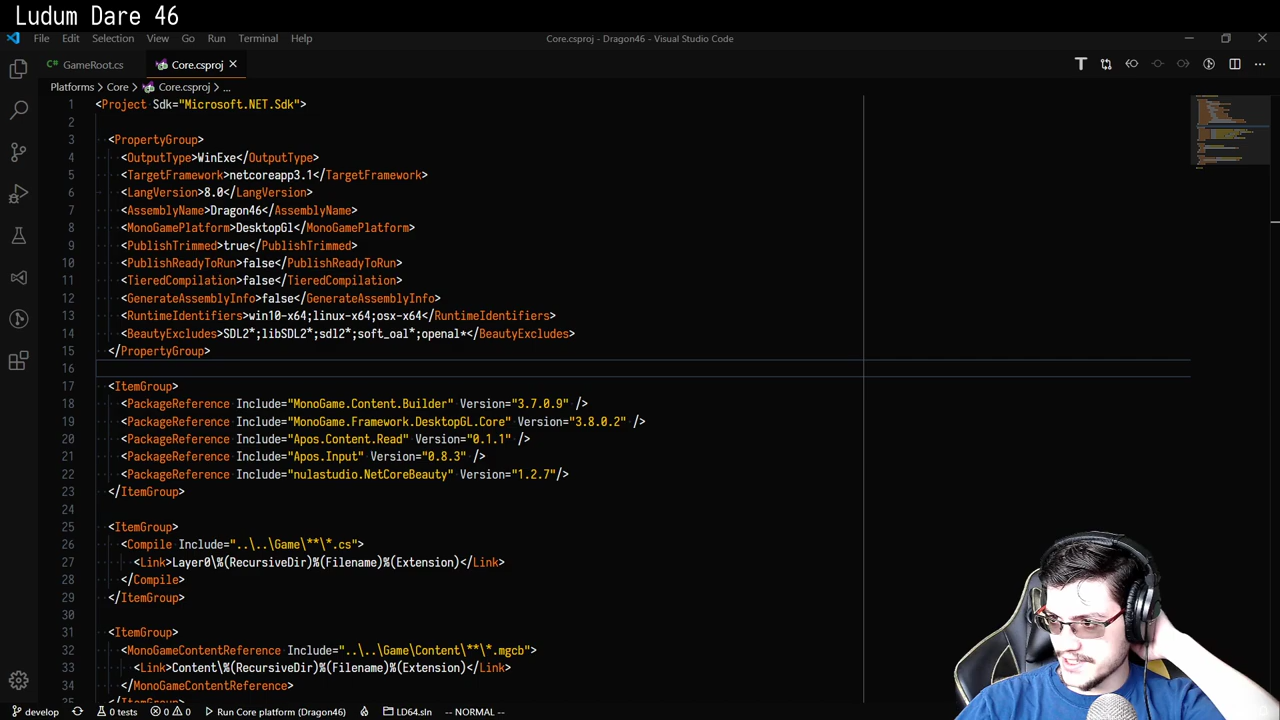 Ludum Dare 46
File Edit Selection View Go Run Terminal Help
Core.csproj - Dragon46 - Visual Studio Code
GameRoot.cs Core.csproj
Platforms > Core > Core.csproj > ...
1 <Project Sdk="Microsoft.NET.Sdk">
2
3 <PropertyGroup>
4 <OutputType>WinExe</OutputType>
5 <TargetFramework>netcoreapp3.1</TargetFramework>
6 <LangVersion>8.0</LangVersion>
7 <AssemblyName>Dragon46</AssemblyName>
8 <MonoGamePlatform>DesktopGl</MonoGamePlatform>
9 <PublishTrimmed>true</PublishTrimmed>
10 <PublishReadyToRun>false</PublishReadyToRun>
11 <TieredCompilation>false</TieredCompilation>
12 <GenerateAssemblyInfo>false</GenerateAssemblyInfo>
13 <RuntimeIdentifiers>win10-x64;linux-x64;osx-x64</RuntimeIdentifiers>
14 <BeautyExcludes>SDL2*;libSDL2*;sdl2*;soft_oal*;openal*</BeautyExcludes>
15 </PropertyGroup>
16
17 <ItemGroup>
18 <PackageReference Include="MonoGame.Content.Builder" Version="3.7.0.9" />
19 <PackageReference Include="MonoGame.Framework.DesktopGL.Core" Version="3.8.0.2" />
20 <PackageReference Include="Apos.Content.Read" Version="0.1.1" />
21 <PackageReference Include="Apos.Input" Version="0.8.3" />
22 <PackageReference Include="nulastudio.NetCoreBeauty" Version="1.2.7"/>
23 </ItemGroup>
24
25 <ItemGroup>
26 <Compile Include="..\..\Game\**\*.cs">
27 <Link>Layer0\%(RecursiveDir)%(Filename)%(Extension)</Link>
28 </Compile>
29 </ItemGroup>
30
31 <ItemGroup>
32 <MonoGameContentReference Include="..\..\Game\Content\**\*.mgcb">
33 <Link>Content\%(RecursiveDir)%(Filename)%(Extension)</Link>
34 </MonoGameContentReference>
35 </ItemGroup>
develop 0 tests 0 0 Run Core platform (Dragon46) LD64.sln -- NORMAL --